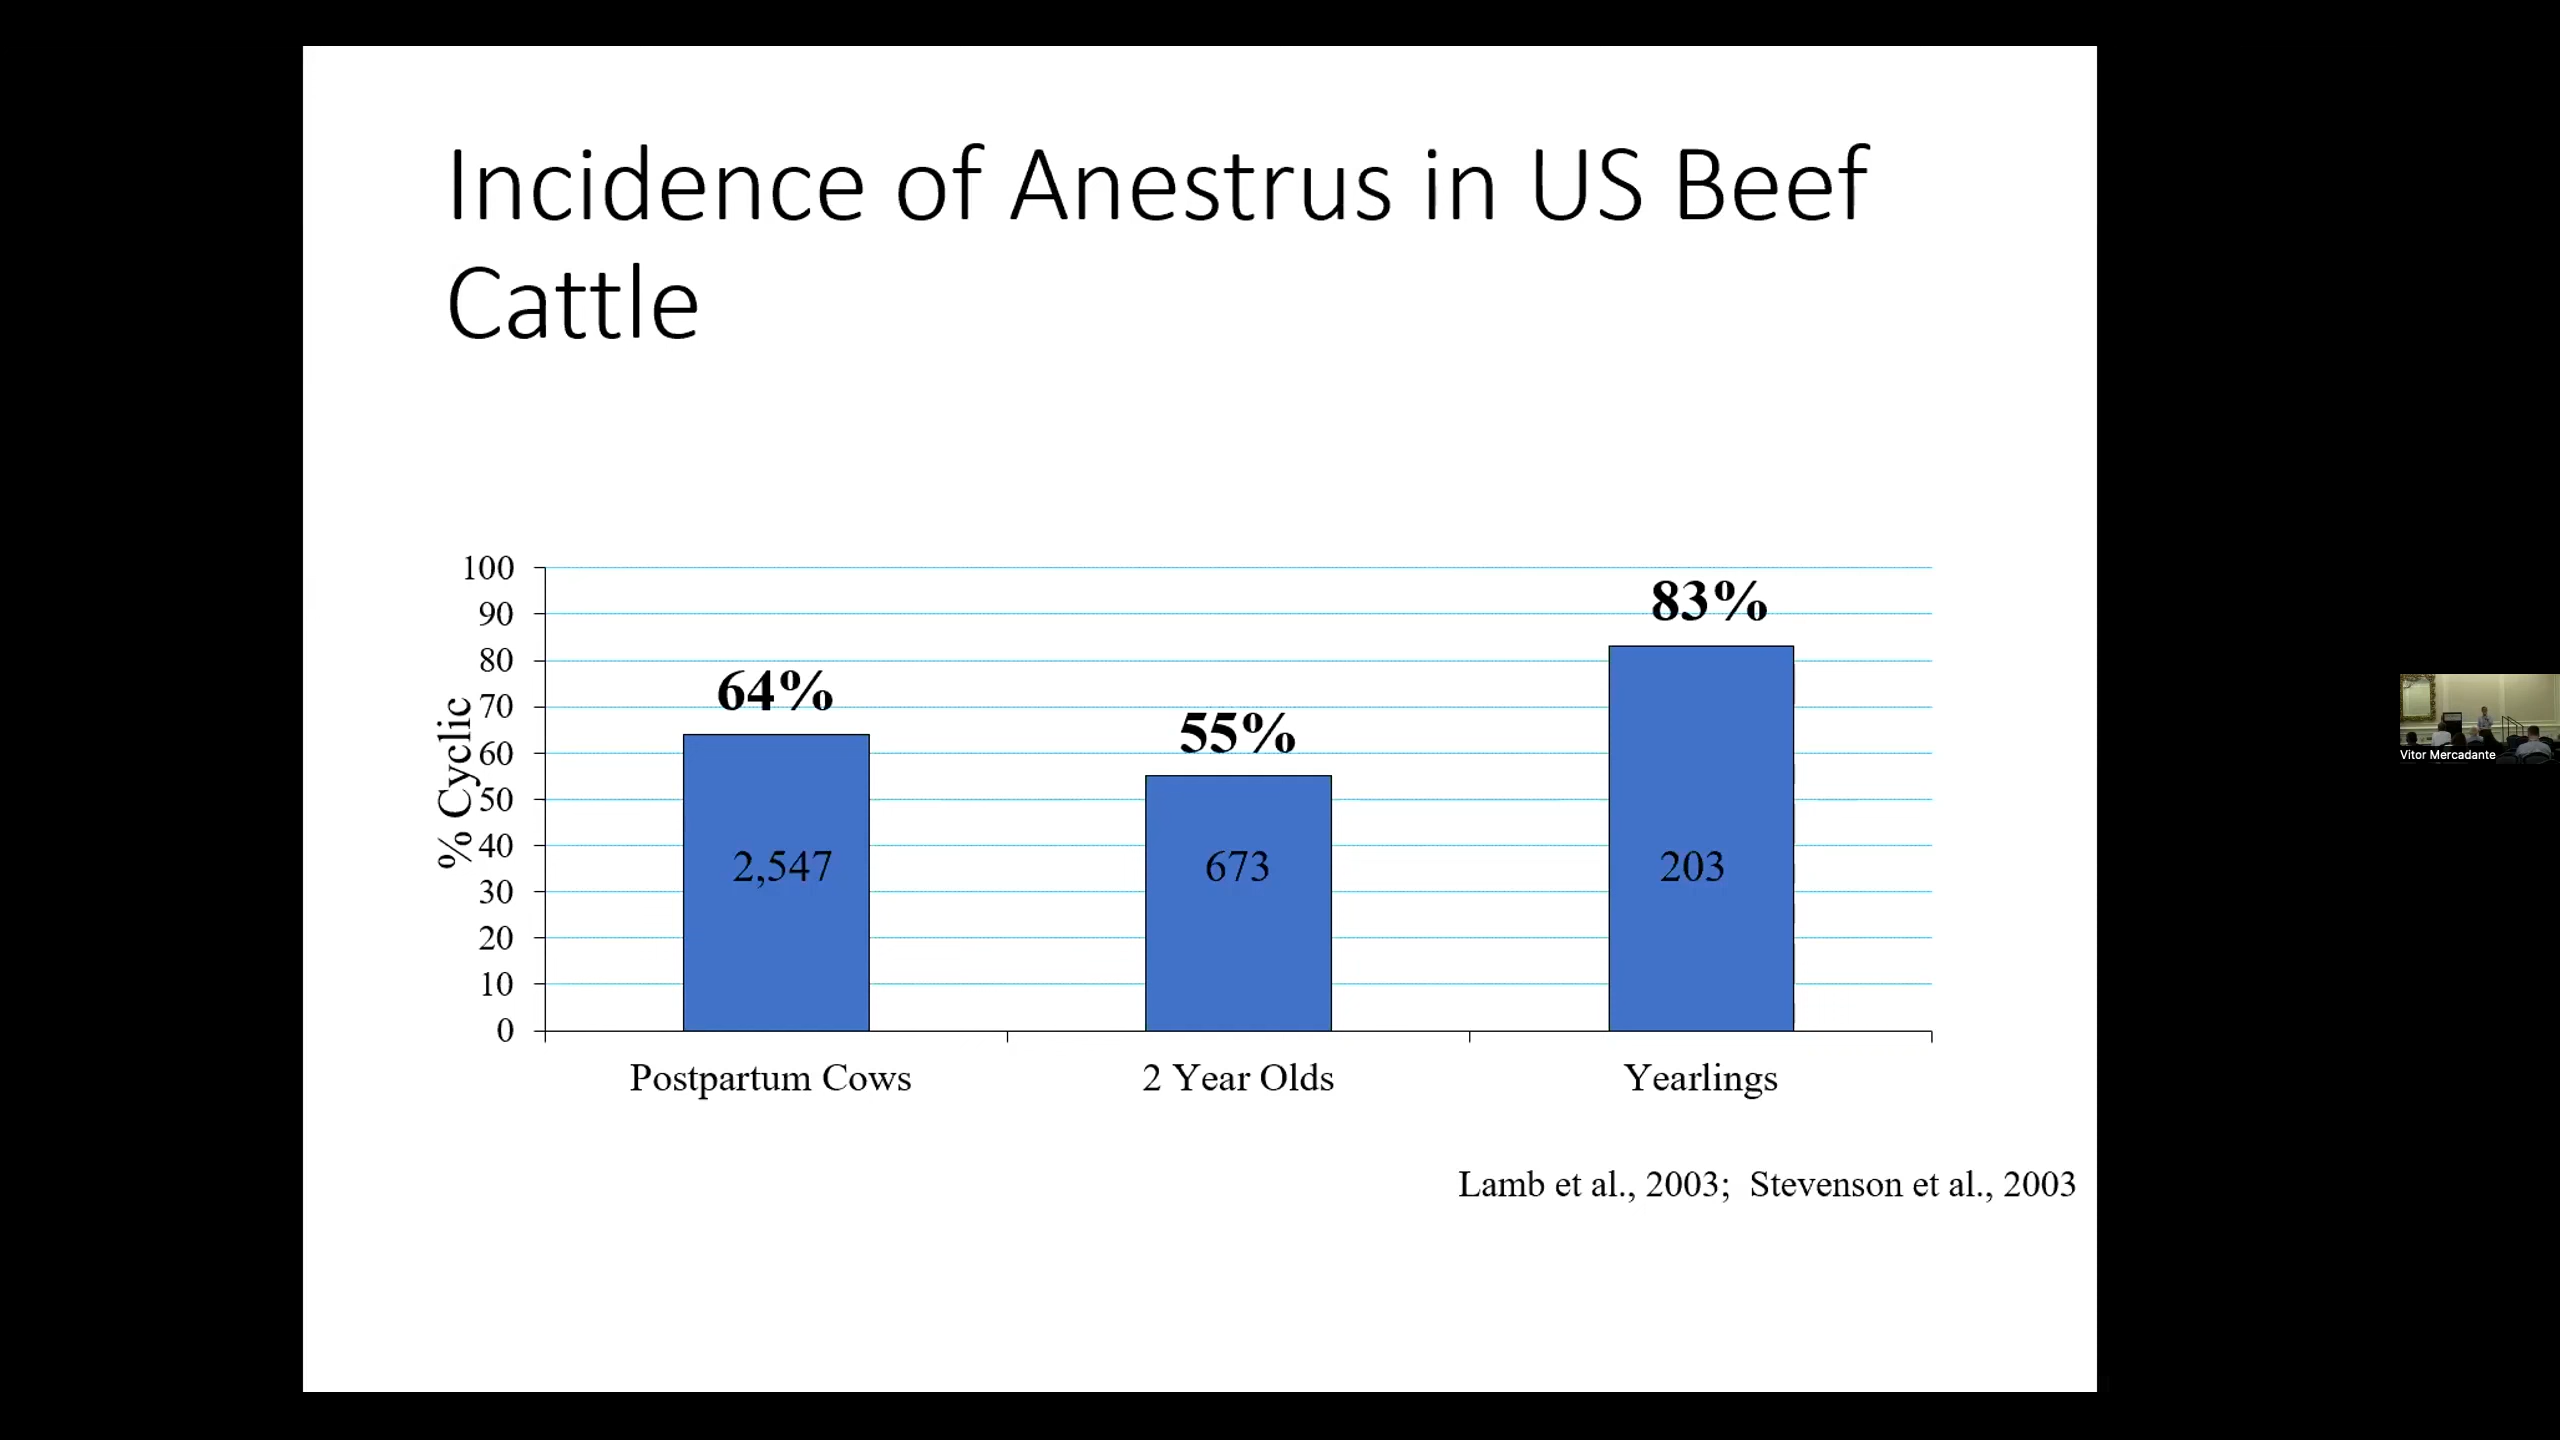 Incidence of Anestrus in US Beef
Cattle
100
90
80
70
60
50
40
30
20
10
0
% Cyclic
64%
55%
83%
2,547
673
203
Postpartum Cows
2 Year Olds
Yearlings
Lamb et al., 2003; Stevenson et al., 2003
Vitor Mercadante